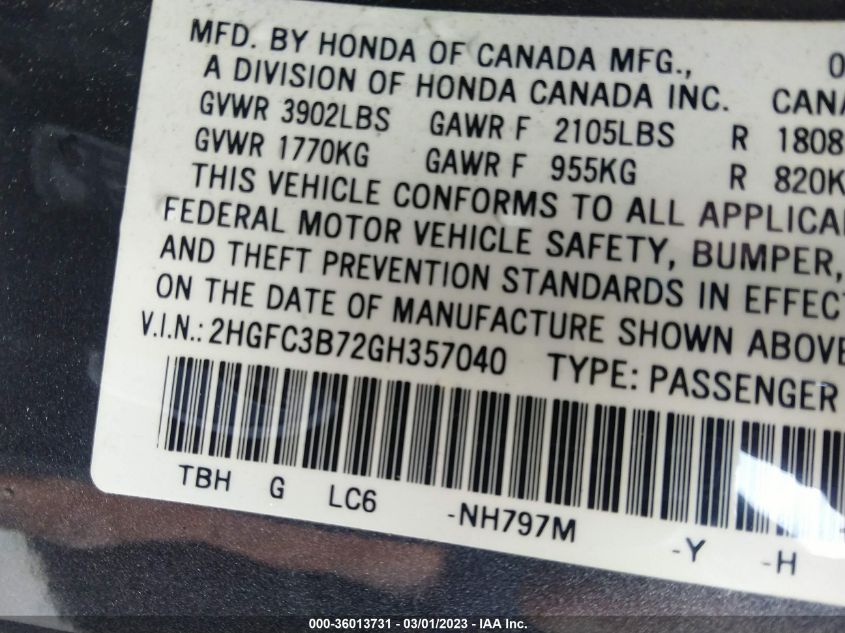 MFD. BY HONDA OF CANADA MFG.,
A DIVISION OF HONDA CANADA INC.
GVWR 3902LBS GAWR F 2105LBS R 1808
GVWR 1770KG GAWR F 955KG R 820K
THIS VEHICLE CONFORMS TO ALL
FEDERAL MOTOR VEHICLE SAFETY, BUMPER,
AND THEFT PREVENTION STANDARDS IN EFFECT
ON THE DATE OF MANUFACTURE SHOWN ABOVE
V.I.N.: 2HGFC3B72GH357040 TYPE: PASSENGER
TBH G LC6 -NH797M -Y -H
000-36013731 - 03/01/2023 - IAA Inc.